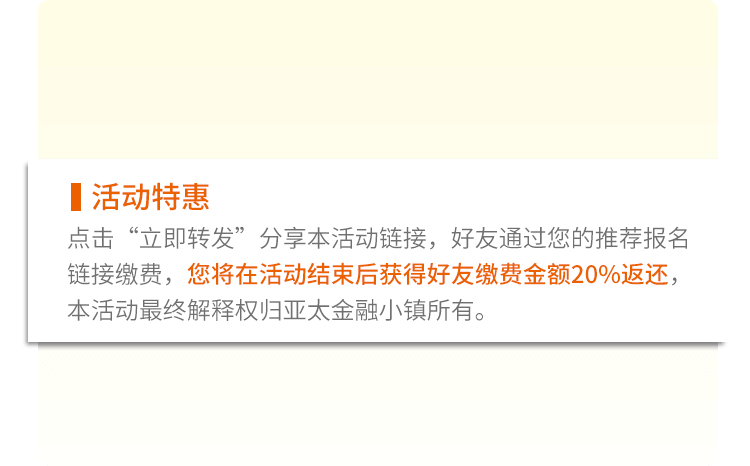 活动特惠
点击“立即转发”分享本活动链接，好友通过您的推荐报名
链接缴费，您将在活动结束后获得好友缴费金额20%返还，
本活动最终解释权归亚太金融小镇所有。